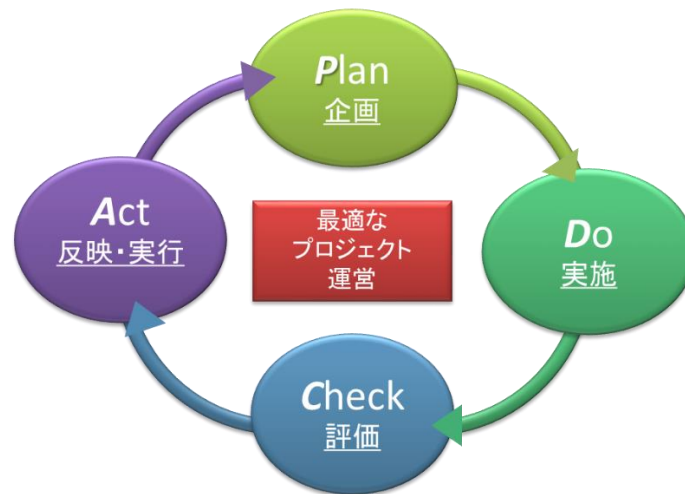 Plan
企画
Do
実施
Check
評価
Act
反映・実行
最適な
プロジェクト
運営